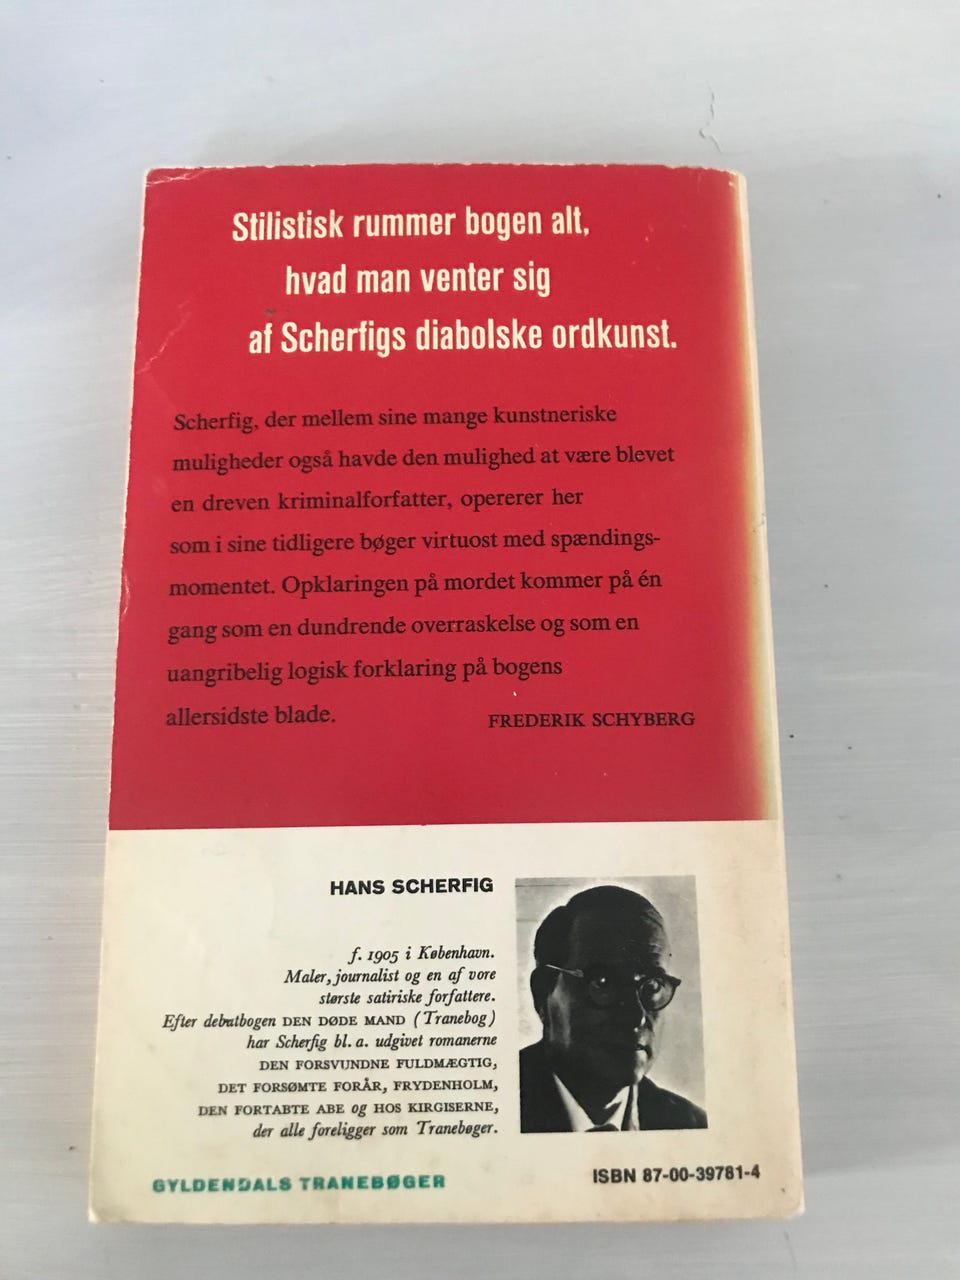 Stilistisk rummer bogen alt,
hvad man venter sig
af Scherfigs diabolske ordkunst.
Scherfig, der mellem sine mange kunstneriske
muligheder også havde den mulighed at være blevet
en dreven kriminalforfatter, opererer her
som i sine tidligere bøger virtuost med spændings-
momentet. Opklaringen på mordet kommer på én
gang som en dundrende overraskelse og som en
uangribelig logisk forklaring på bogens
allersidste blade.
FREDERIK SCHYBERG
HANS SCHERFIG
f. 1905 i København.
Maler, journalist og en af vore
største satiriske forfattere.
Efter debutbogen DEN DØDE MAND (Tranebog)
har Scherfig bl. a. udgivet romanerne
DEN FORSVUNDNE FULDMÆGTIG,
DET FORSØMTE FORÅR, FRYDENHOLM,
DEN FORTABTE ABE og HOS KIRGISERNE,
der alle foreligger som Tranebøger.
GYLDENDALS TRANEBØGER
ISBN 87-00-39781-4